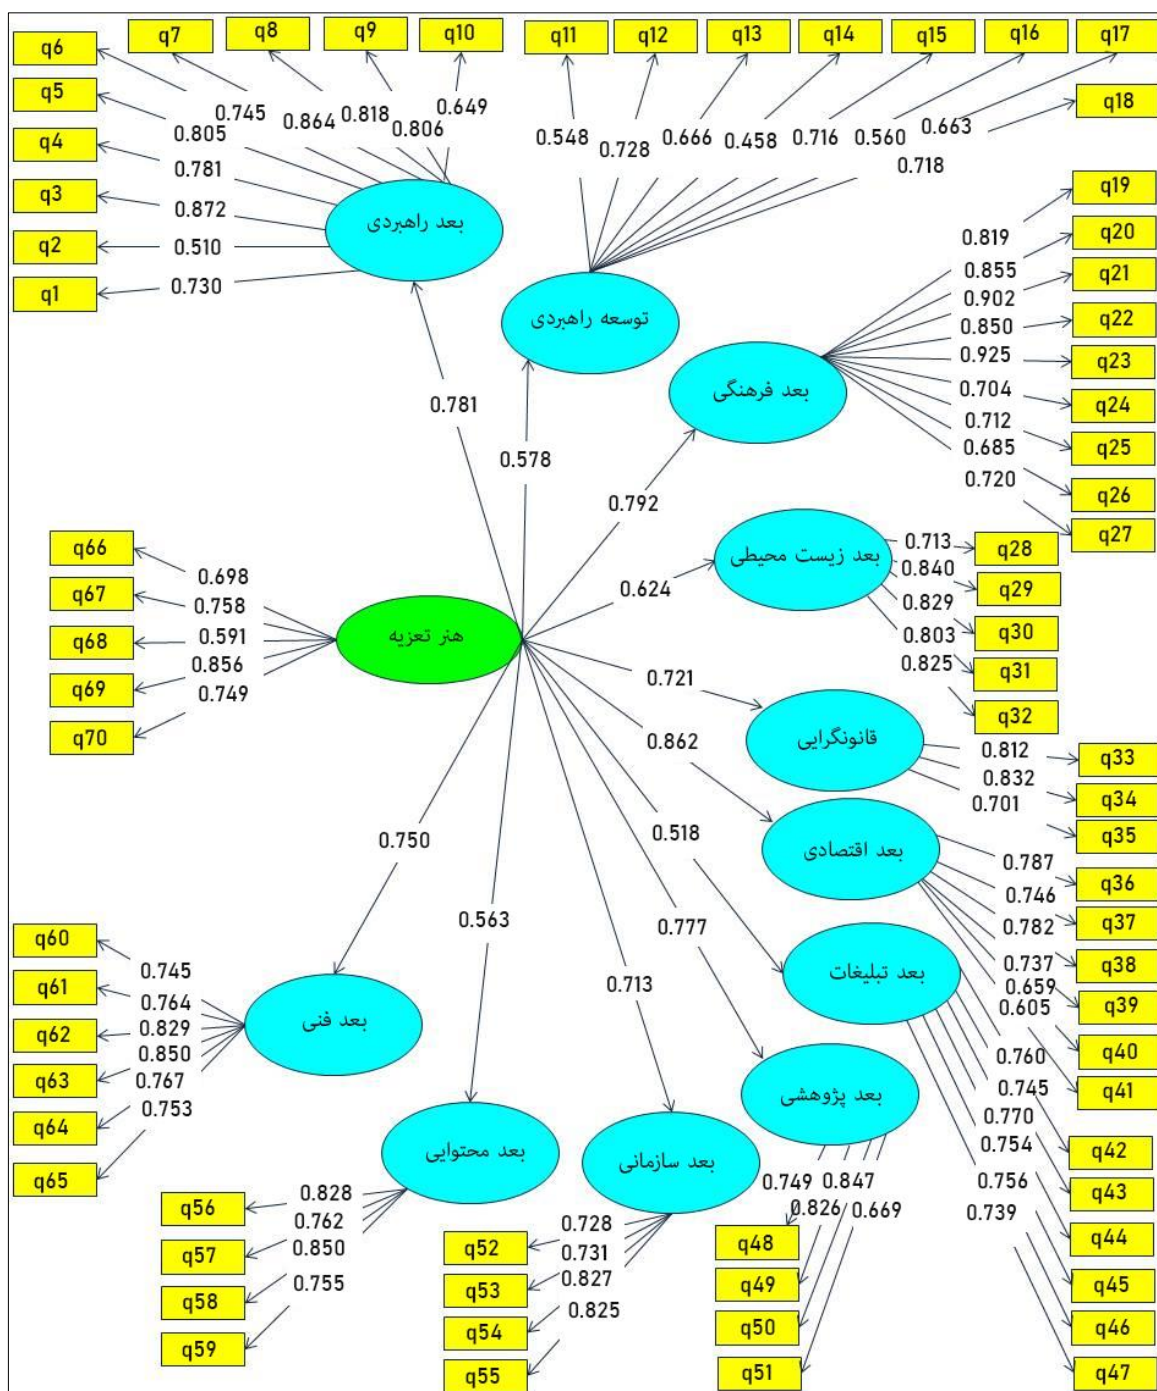 q6
q7
q8
q9
q10
q11
q12
q13
q14
q15
q16
q17
q5
q18
q4
q3
q2
q1
0.745
0.864
0.818
0.806
0.649
0.805
0.781
0.872
0.510
0.730
0.548
0.728
0.666
0.458
0.716
0.560
0.663
0.718
بعد راهبردی
توسعه راهبردی
بعد فرهنگی
q19
q20
q21
q22
q23
q24
q25
q26
q27
0.819
0.855
0.902
0.850
0.925
0.704
0.712
0.685
0.720
0.781
0.578
0.792
0.624
بعد زیست محیطی
0.713
0.840
0.829
0.803
0.825
q28
q29
q30
q31
q32
q66
q67
q68
q69
q70
0.698
0.758
0.591
0.856
0.749
هنر تعزیه
0.721
قانونگرایی
0.812
0.832
0.701
q33
q34
q35
0.862
بعد اقتصادی
0.787
0.746
0.782
0.737
0.659
0.605
q36
q37
q38
q39
q40
q41
0.518
بعد تبلیغات
0.760
0.745
0.770
0.754
0.756
0.739
q42
q43
q44
q45
q46
q47
0.777
بعد پژوهشی
0.749
0.826
0.847
0.669
q48
q49
q50
q51
0.713
بعد سازمانی
0.728
0.731
0.827
0.825
q52
q53
q54
q55
0.563
بعد محتوایی
0.828
0.762
0.850
0.755
q56
q57
q58
q59
0.750
بعد فنی
0.745
0.764
0.829
0.850
0.767
0.753
q60
q61
q62
q63
q64
q65